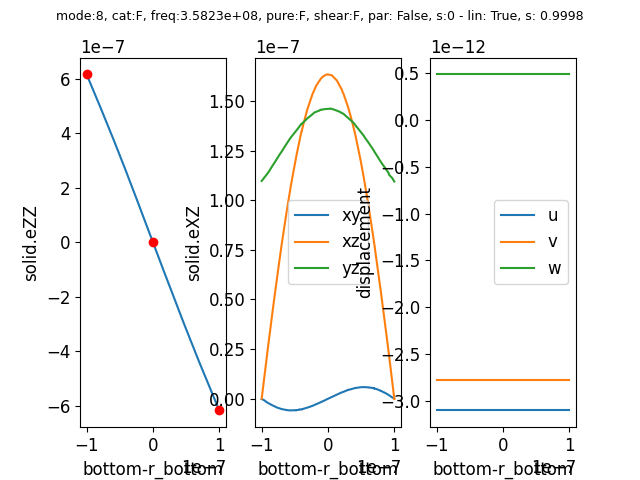 mode:8, cat:F, freq:3.5823e+08, pure:F, shear:F, par: False, s:0 - lin: True, s: 0.9998
1e−7
1e−7
1e−12
6
4
2
0
−2
−4
−6
solid.eZZ
−1
0
1
1e−7
bottom-r_bottom
1.50
1.25
1.00
0.75
0.50
0.25
0.00
solid.eXZ
xy
xz
yz
−1
0
1
1e−7
bottom-r_bottom
0.5
0.0
−0.5
−1.0
−1.5
−2.0
−2.5
−3.0
displacement
u
v
w
−1
0
1
1e−7
bottom-r_bottom